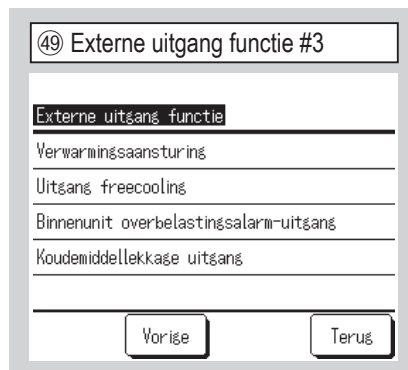 ㊾ Externe uitgang functie #3
Externe uitgang functie
Verwarmingsaansturing
Uitgang freecooling
Binnenunit overbelastingsalarm-uitgang
Koudemiddellekkage uitgang
Vorige
Terug